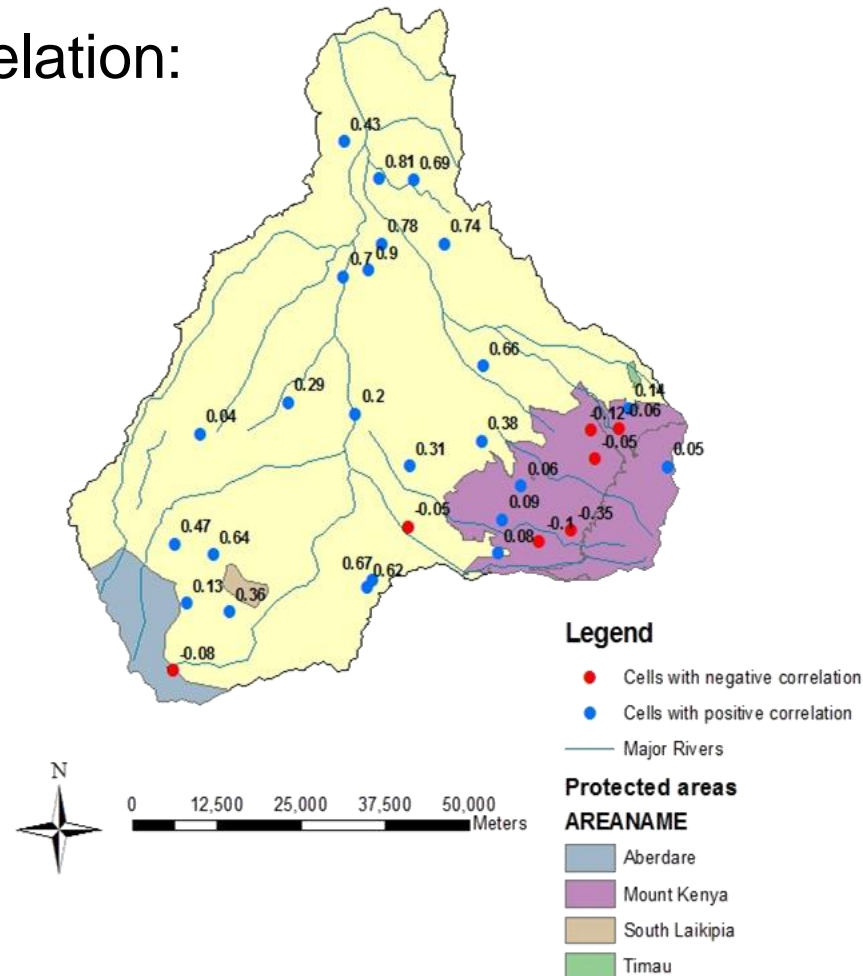 elation:
0.43
0.81 0.69
0.78 0.74
0.7 0.9
0.66
0.14
0.29
0.2
-0.12 -0.06
0.04
0.38
-0.05
0.05
0.31
0.06
0.09
-0.05
-0.1 -0.35
0.08
0.47
0.64
0.67 0.62
0.13
0.36
-0.08
Legend
Cells with negative correlation
Cells with positive correlation
Major Rivers
Protected areas
AREANAME
Aberdare
Mount Kenya
South Laikipia
Timau
N
0 12,500 25,000 37,500 50,000
Meters